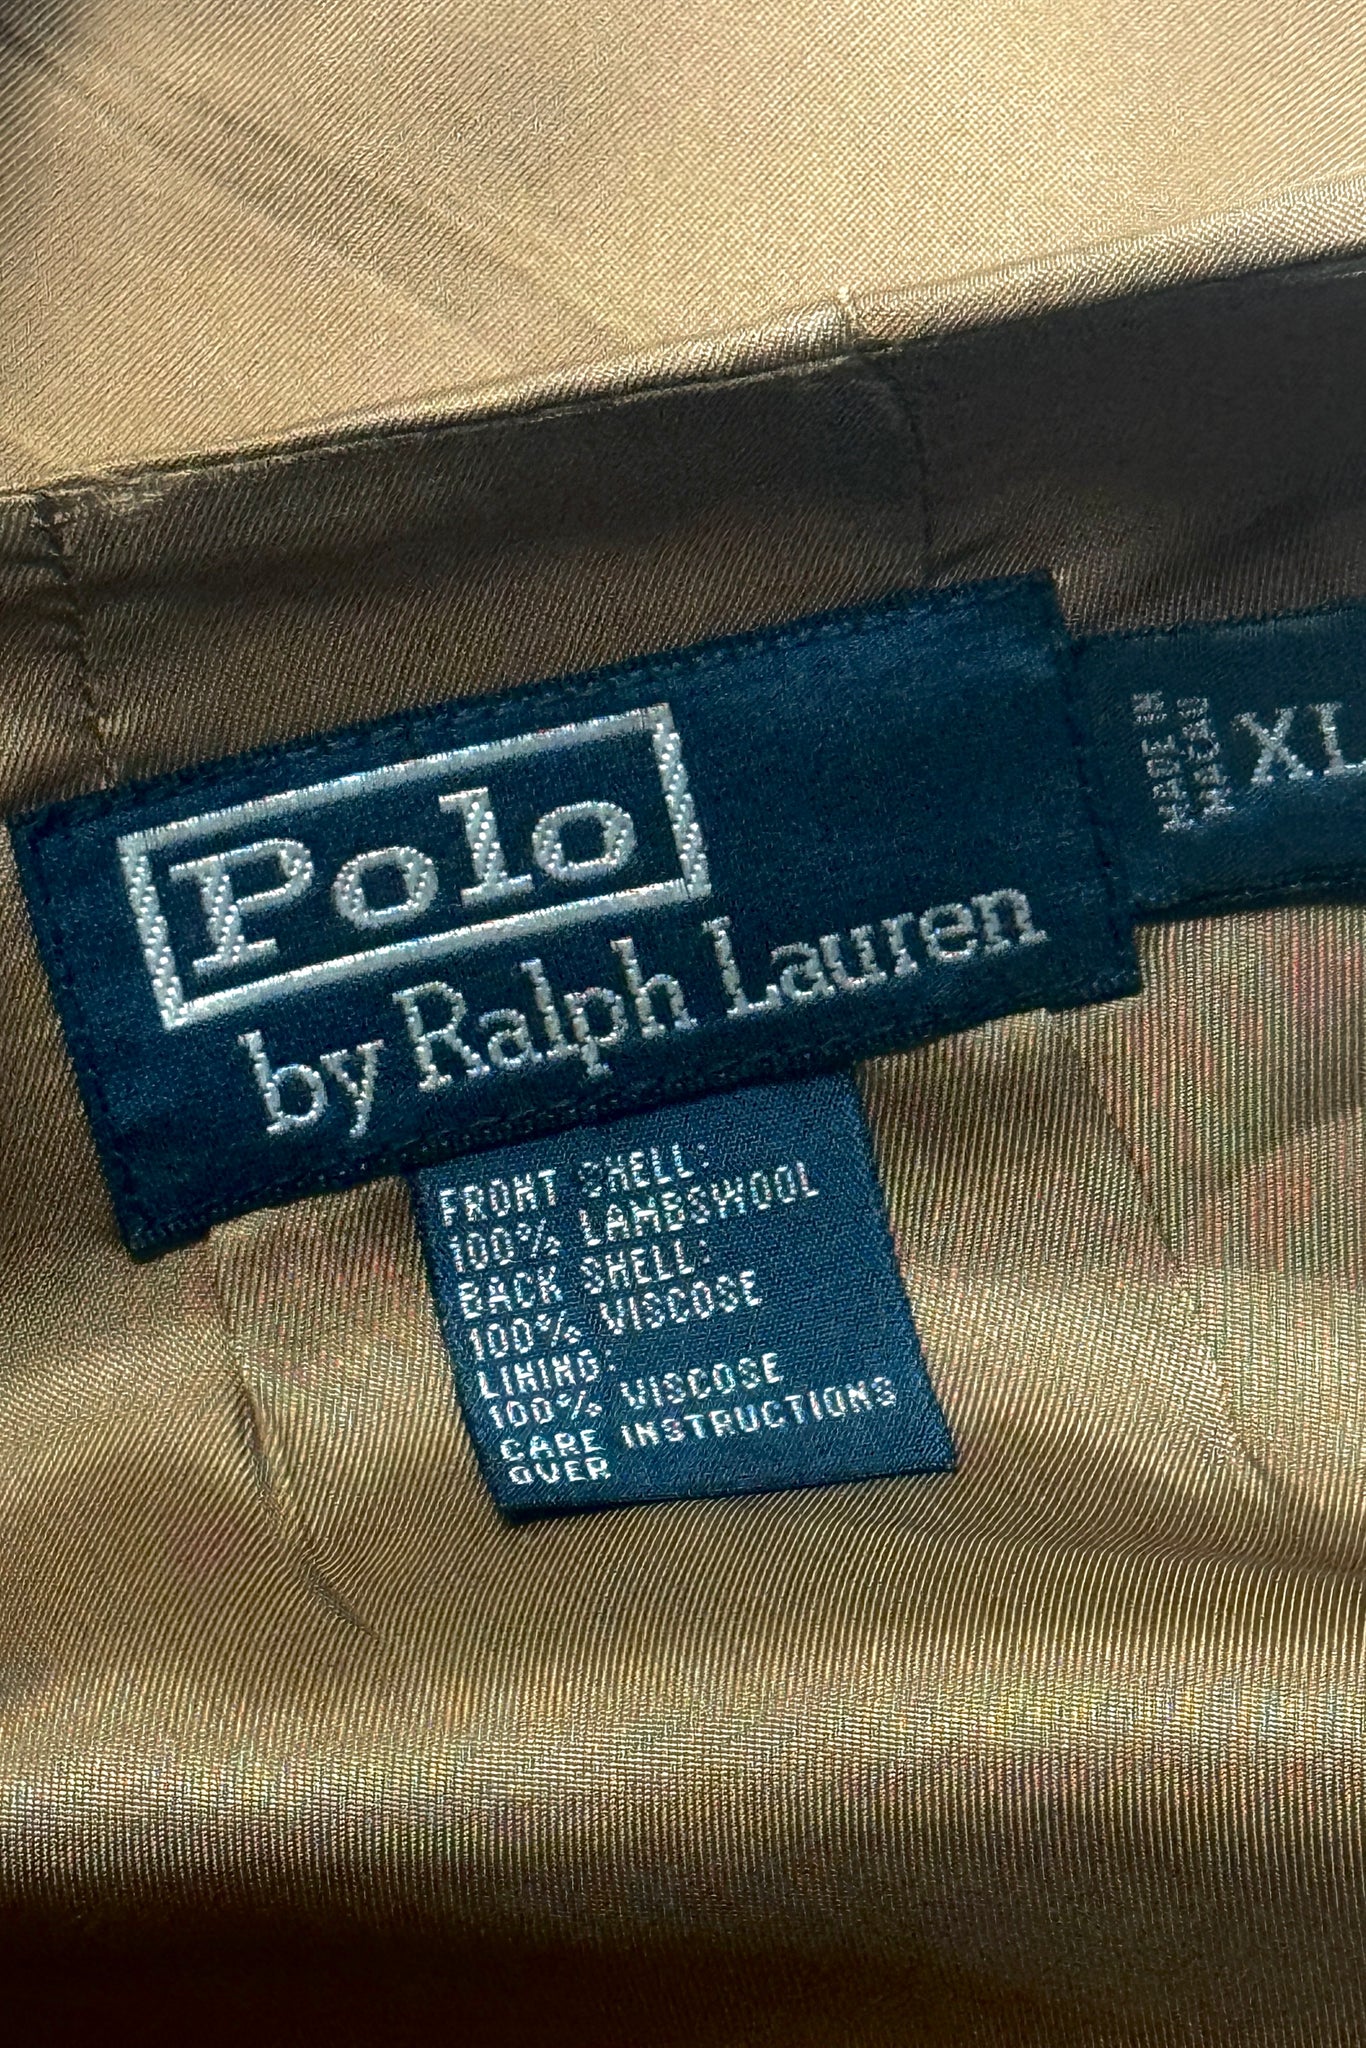 Polo
by Ralph Lauren
MADE IN
MACAU
XL
FRONT SHELL:
100% LAMBSWOOL
BACK SHELL:
100% VISCOSE
LINING:
100% VISCOSE
CARE INSTRUCTIONS
OVER